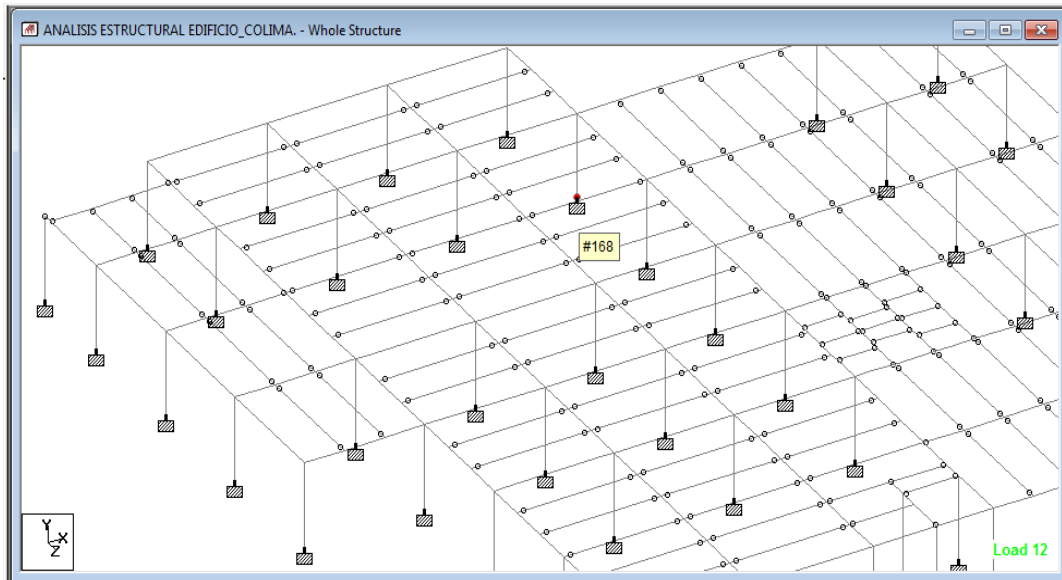 ANALISIS ESTRUCTURAL EDIFICIO_COLIMA. - Whole Structure
#168
Y
X
Z
Load 12